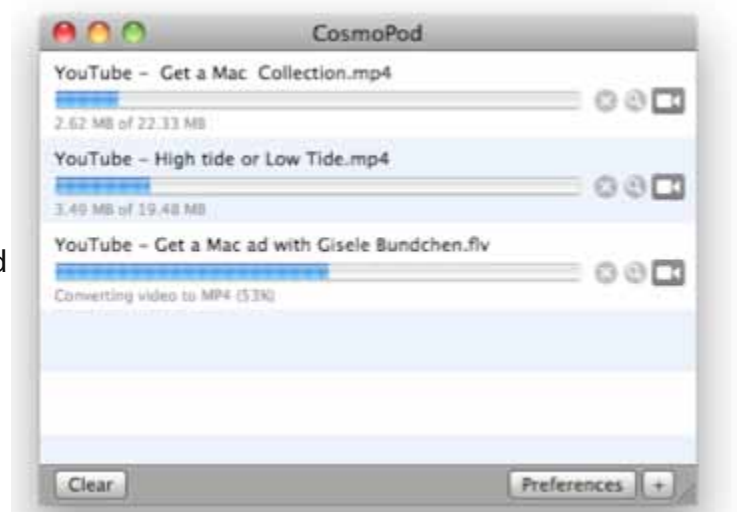 CosmoPod
YouTube – Get a Mac Collection.mp4
2.62 MB of 22.33 MB
YouTube – High tide or Low Tide.mp4
3.49 MB of 19.48 MB
d
YouTube – Get a Mac ad with Gisele Bundchen.flv
Converting video to MP4 (53%)
Clear
Preferences
+